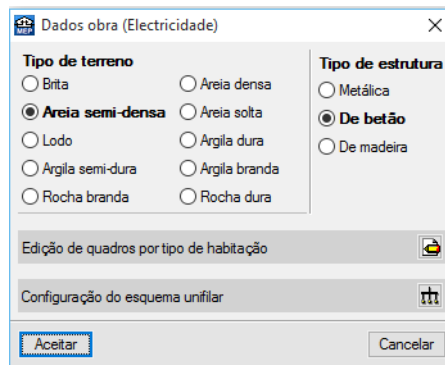 MEP
Dados obra (Electricidade)
Tipo de terreno
Brita
Areia densa
Areia semi-densa
Areia solta
Lodo
Argila dura
Argila semi-dura
Argila branda
Rocha branda
Rocha dura
Tipo de estrutura
Metálica
De betão
De madeira
Edição de quadros por tipo de habitação
Configuração do esquema unifilar
Aceitar
Cancelar